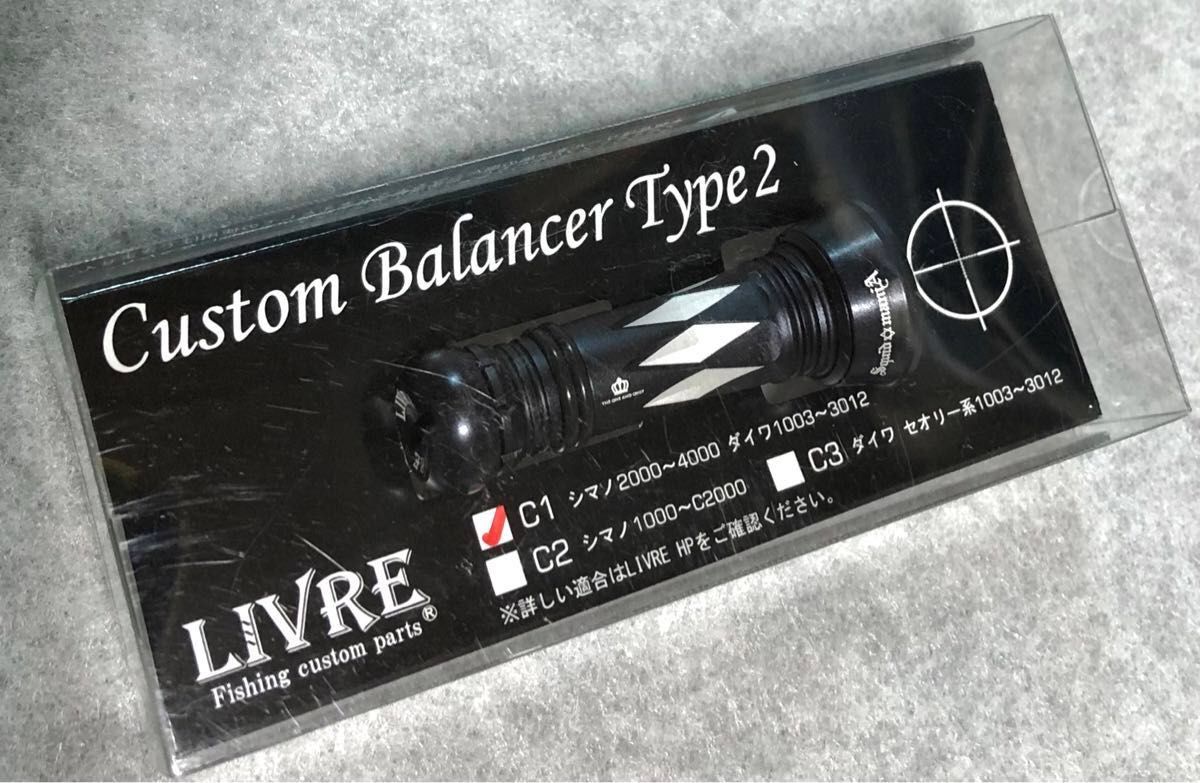 Custom Balancer Type2
Squid☆maniA
C1 シマノ2000～4000 ダイワ1003～3012
C2 シマノ1000～C2000
C3 ダイワ セオリー系1003～3012
※詳しい適合はLIVRE HPをご確認ください。
LIVRE
Fishing custom parts®